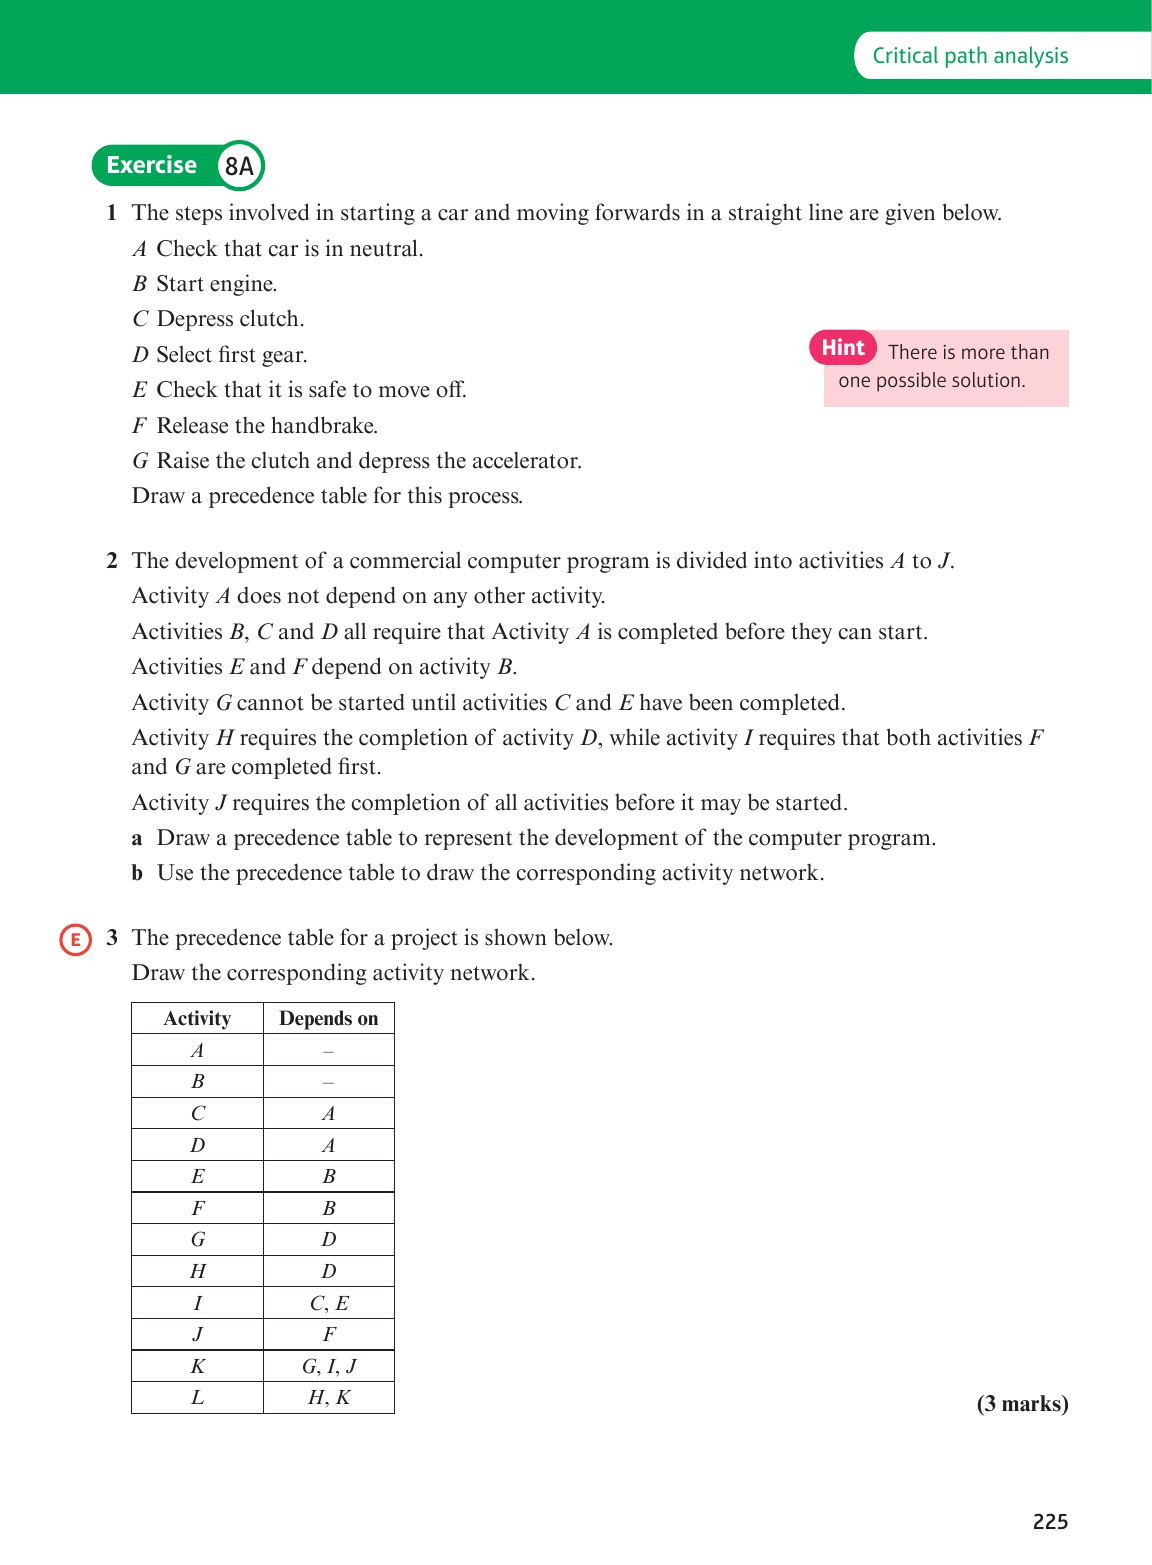 Critical path analysis
Exercise 8A
1 The steps involved in starting a car and moving forwards in a straight line are given below.
A Check that car is in neutral.
B Start engine.
C Depress clutch.
D Select first gear.
E Check that it is safe to move off.
F Release the handbrake.
G Raise the clutch and depress the accelerator.
Draw a precedence table for this process.
Hint There is more than
one possible solution.
2 The development of a commercial computer program is divided into activities A to J.
Activity A does not depend on any other activity.
Activities B, C and D all require that Activity A is completed before they can start.
Activities E and F depend on activity B.
Activity G cannot be started until activities C and E have been completed.
Activity H requires the completion of activity D, while activity I requires that both activities F
and G are completed first.
Activity J requires the completion of all activities before it may be started.
a Draw a precedence table to represent the development of the computer program.
b Use the precedence table to draw the corresponding activity network.
E 3 The precedence table for a project is shown below.
Draw the corresponding activity network.
Activity Depends on
A –
B –
C A
D A
E B
F B
G D
H D
I C, E
J F
K G, I, J
L H, K
(3 marks)
225